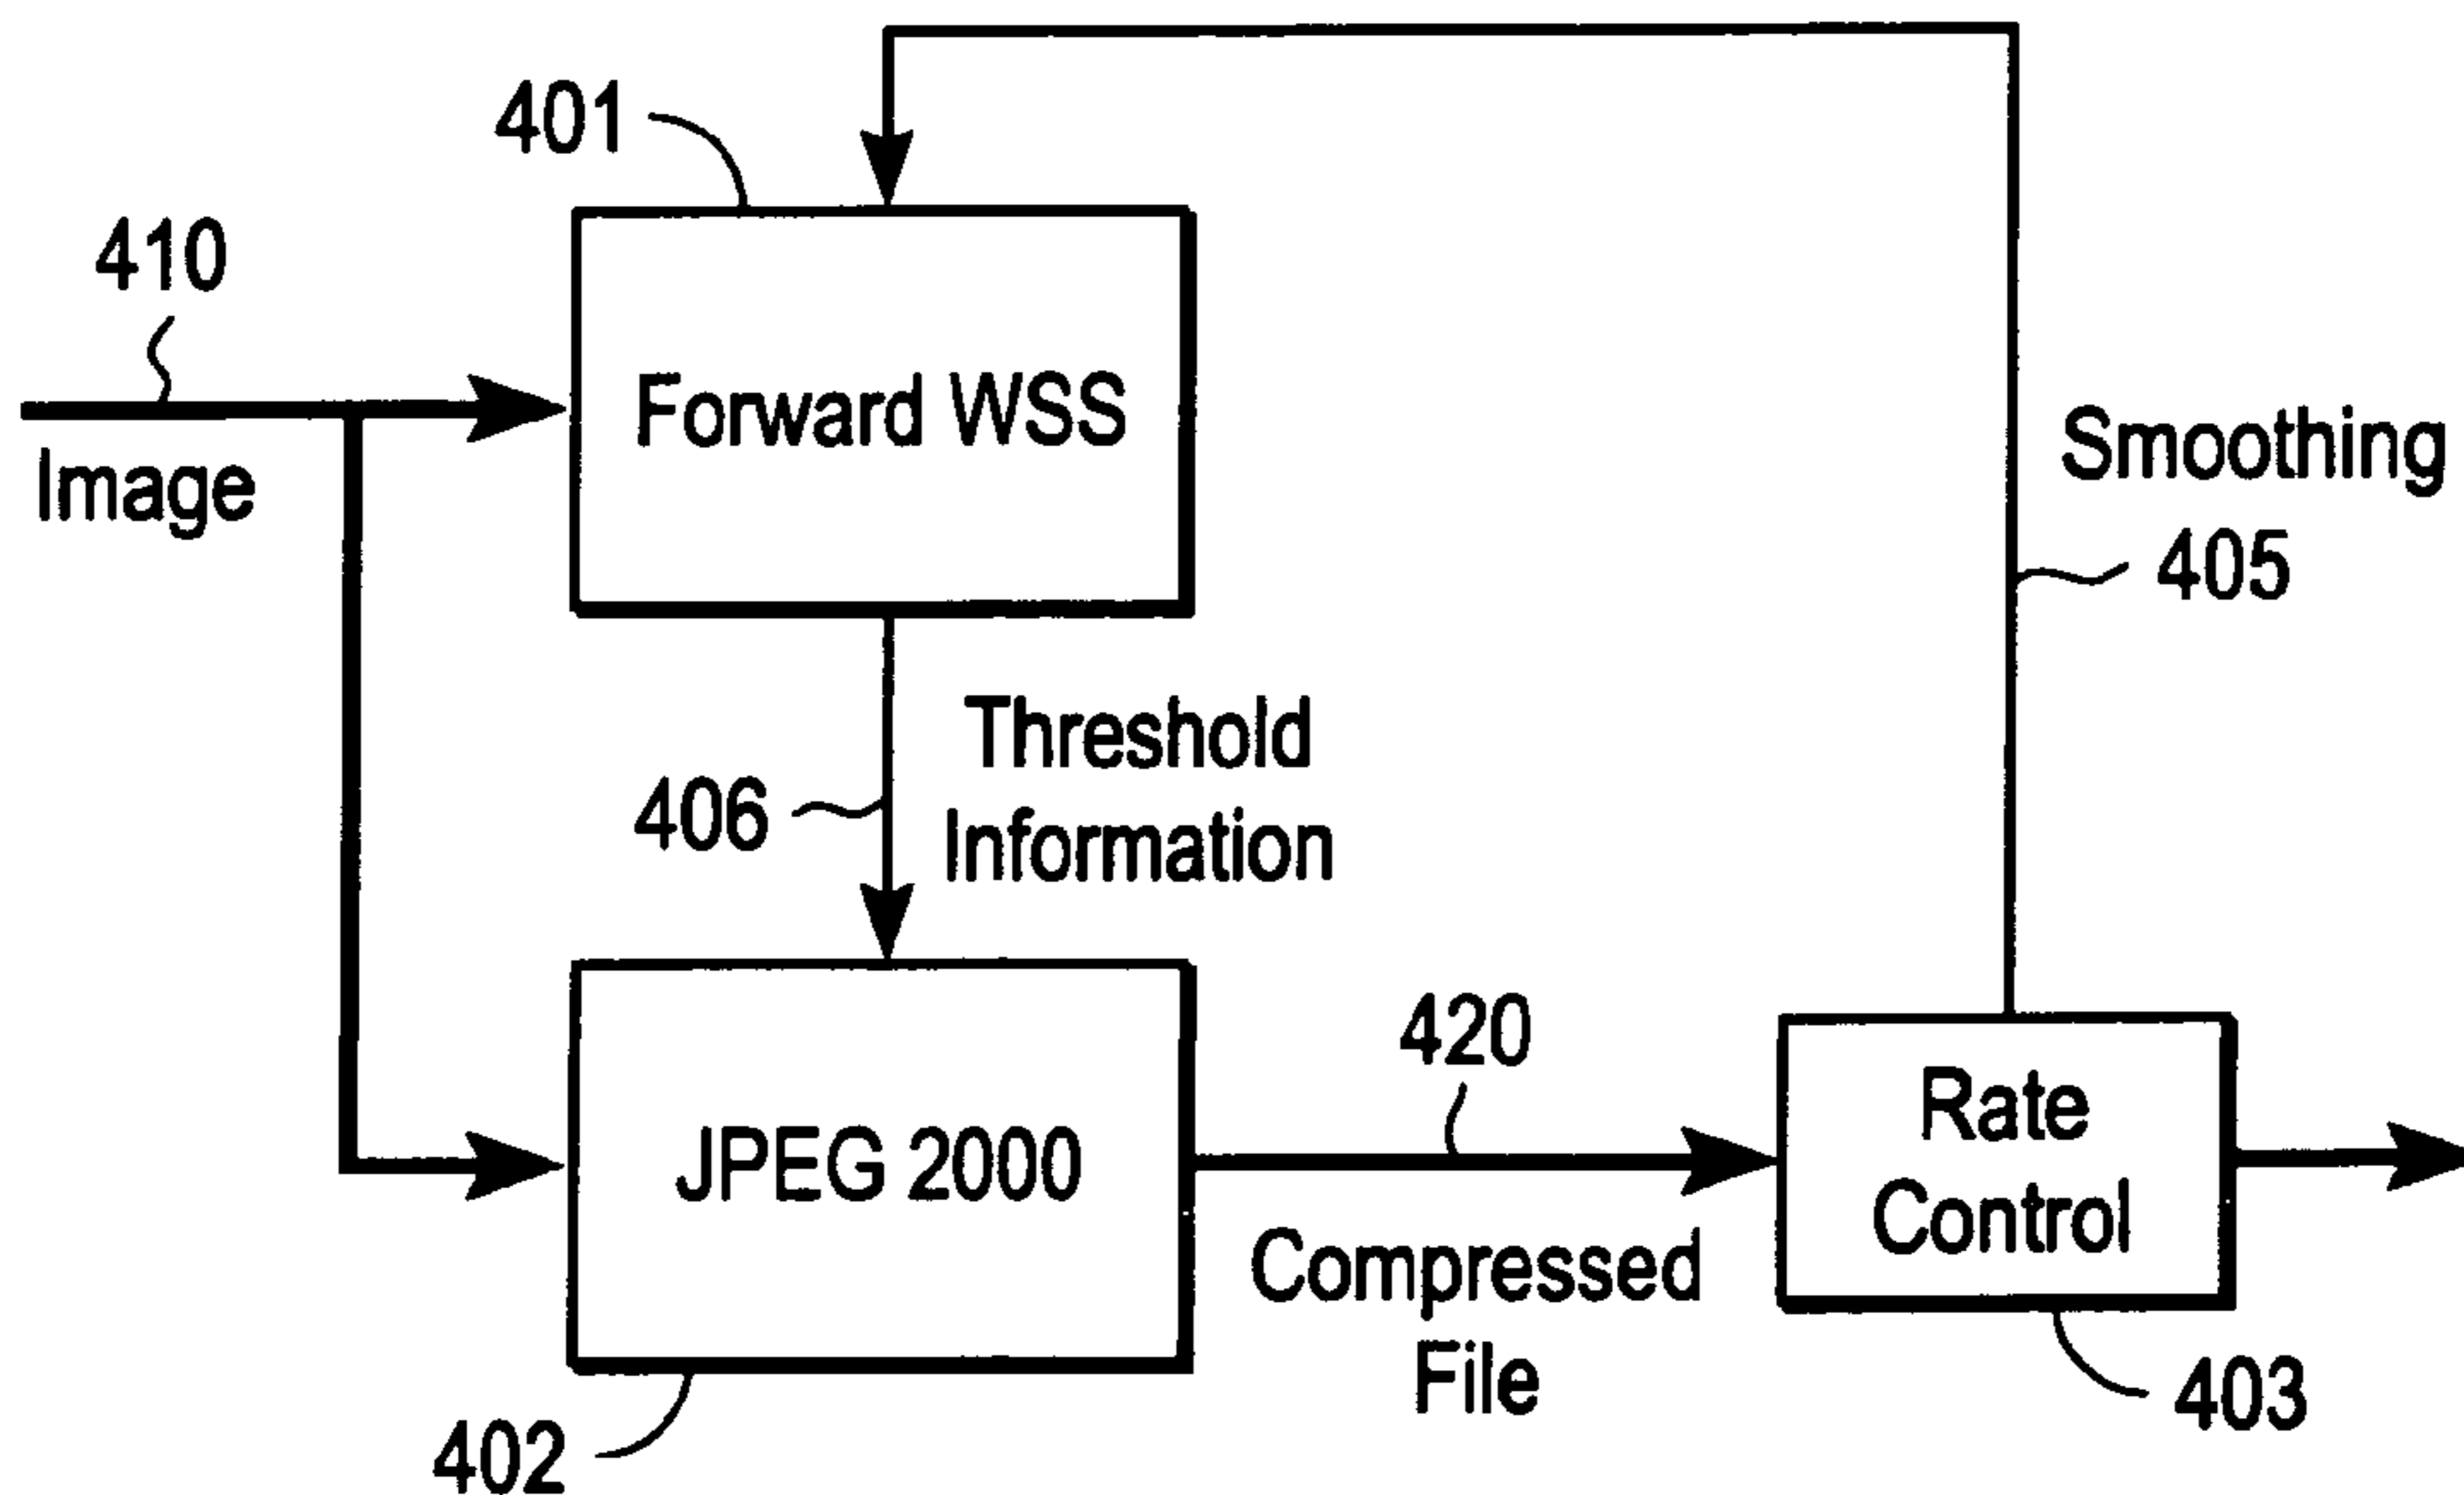 401
410
Image
Forward WSS
Smoothing
405
Threshold
Information
406
420
JPEG 2000
Compressed
File
Rate
Control
402
403